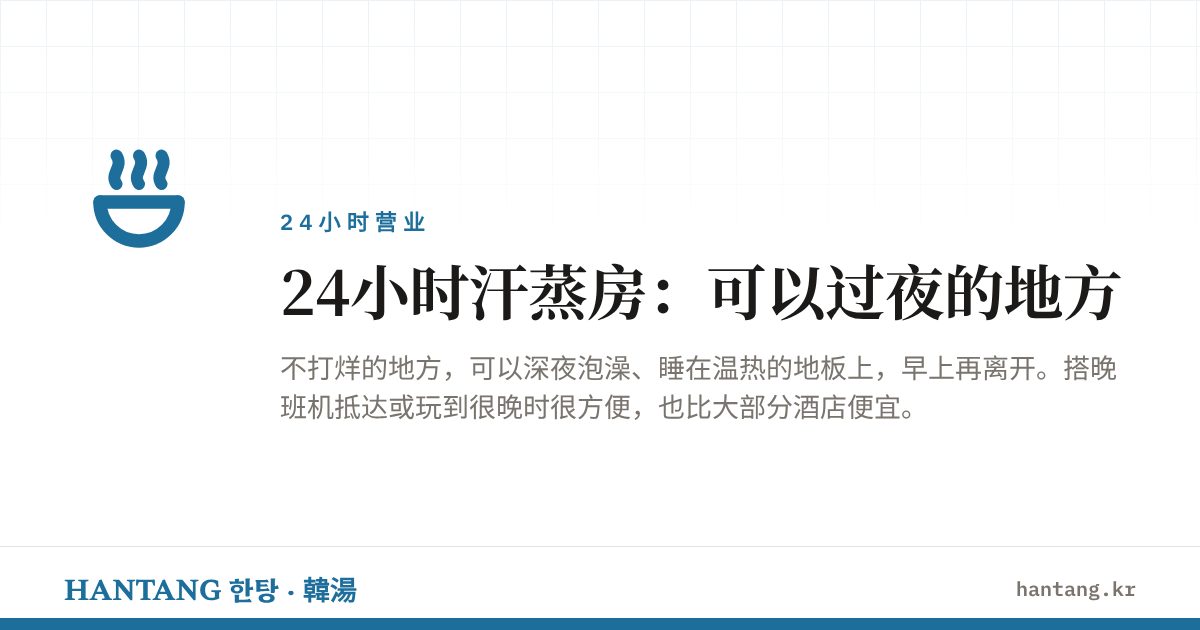 24小时营业
24小时汗蒸房：可以过夜的地方
不打烊的地方，可以深夜泡澡、睡在温热的地板上，早上再离开。搭晚
班机抵达或玩到很晚时很方便，也比大部分酒店便宜。
HANTANG 한탕 · 韓湯
hantang.kr